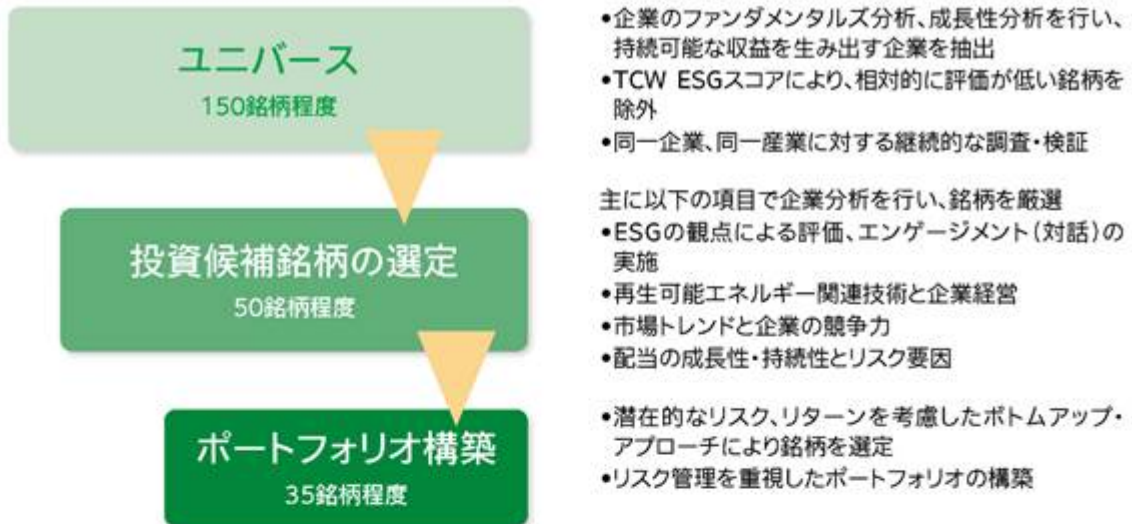 ユニバース
150銘柄程度
•企業のファンダメンタルズ分析、成長性分析を行い、
持続可能な収益を生み出す企業を抽出
•TCW ESGスコアにより、相対的に評価が低い銘柄を
除外
•同一企業、同一産業に対する継続的な調査・検証
投資候補銘柄の選定
50銘柄程度
主に以下の項目で企業分析を行い、銘柄を厳選
•ESGの観点による評価、エンゲージメント(対話)の
実施
•再生可能エネルギー関連技術と企業経営
•市場トレンドと企業の競争力
•配当の成長性・持続性とリスク要因
ポートフォリオ構築
35銘柄程度
•潜在的なリスク、リターンを考慮したボトムアップ・
アプローチにより銘柄を選定
•リスク管理を重視したポートフォリオの構築